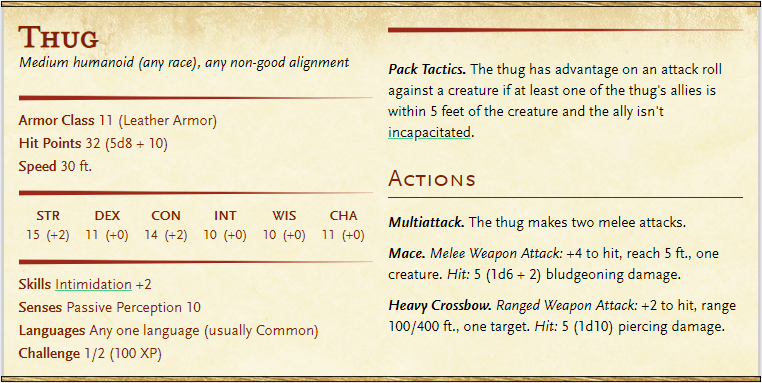 Thug
Medium humanoid (any race), any non-good alignment
Armor Class 11 (Leather Armor)
Hit Points 32 (5d8 + 10)
Speed 30 ft.
STR DEX CON INT WIS CHA
15 (+2) 11 (+0) 14 (+2) 10 (+0) 10 (+0) 11 (+0)
Skills Intimidation +2
Senses Passive Perception 10
Languages Any one language (usually Common)
Challenge 1/2 (100 XP)
Pack Tactics. The thug has advantage on an attack roll
against a creature if at least one of the thug's allies is
within 5 feet of the creature and the ally isn't
incapacitated.
Actions
Multiattack. The thug makes two melee attacks.
Mace. Melee Weapon Attack: +4 to hit, reach 5 ft., one
creature. Hit: 5 (1d6 + 2) bludgeoning damage.
Heavy Crossbow. Ranged Weapon Attack: +2 to hit, range
100/400 ft., one target. Hit: 5 (1d10) piercing damage.